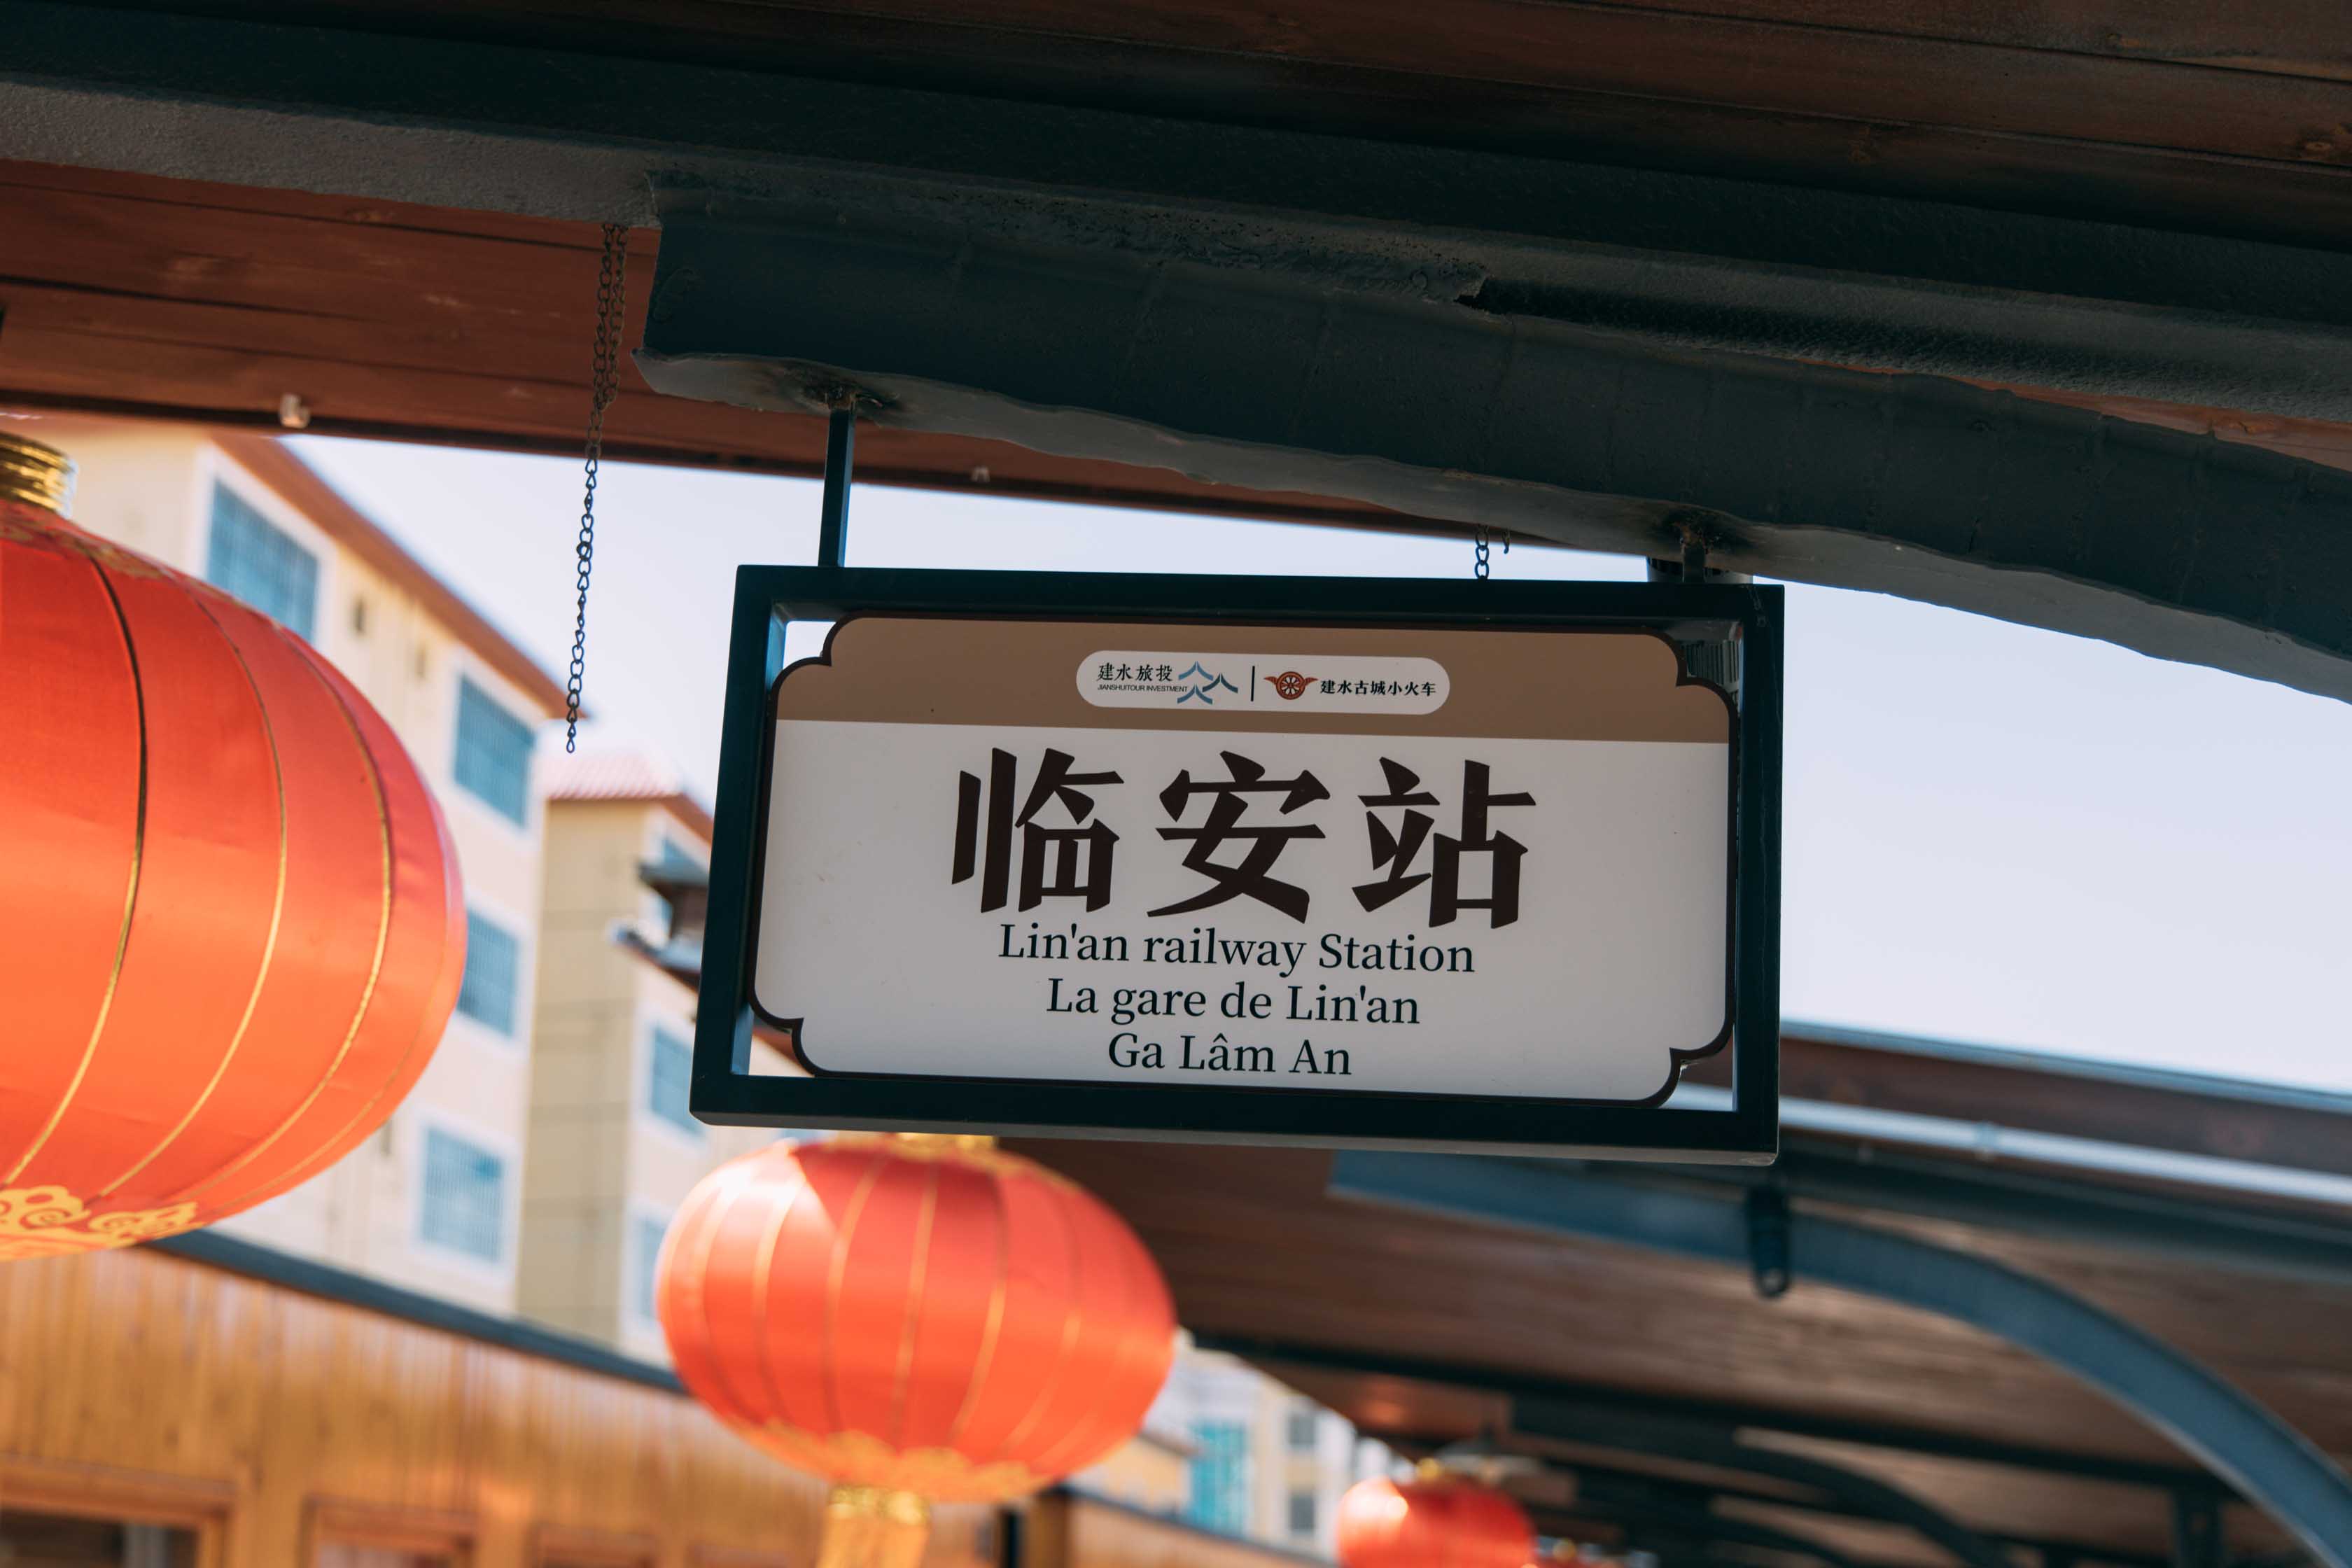 建水旅投
JIANSHUITOUR INVESTMENT
建水古城小火车
临安站
Lin'an railway Station
La gare de Lin'an
Ga Lâm An